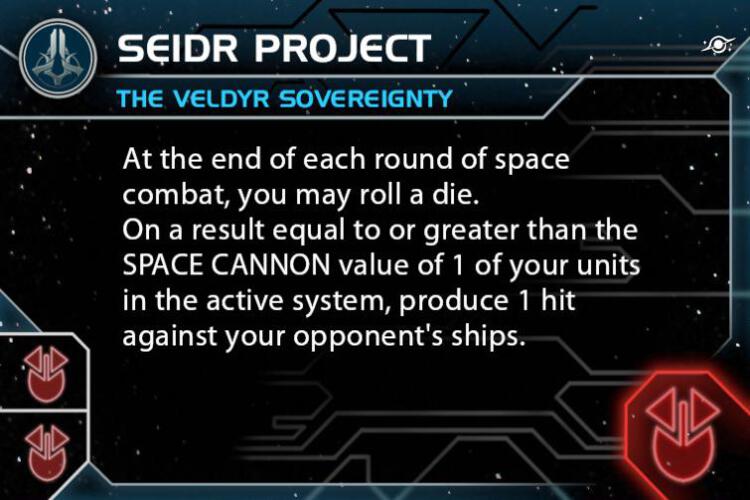 SEIDR PROJECT
THE VELDYR SOVEREIGNTY
At the end of each round of space
combat, you may roll a die.
On a result equal to or greater than the
SPACE CANNON value of 1 of your units
in the active system, produce 1 hit
against your opponent's ships.